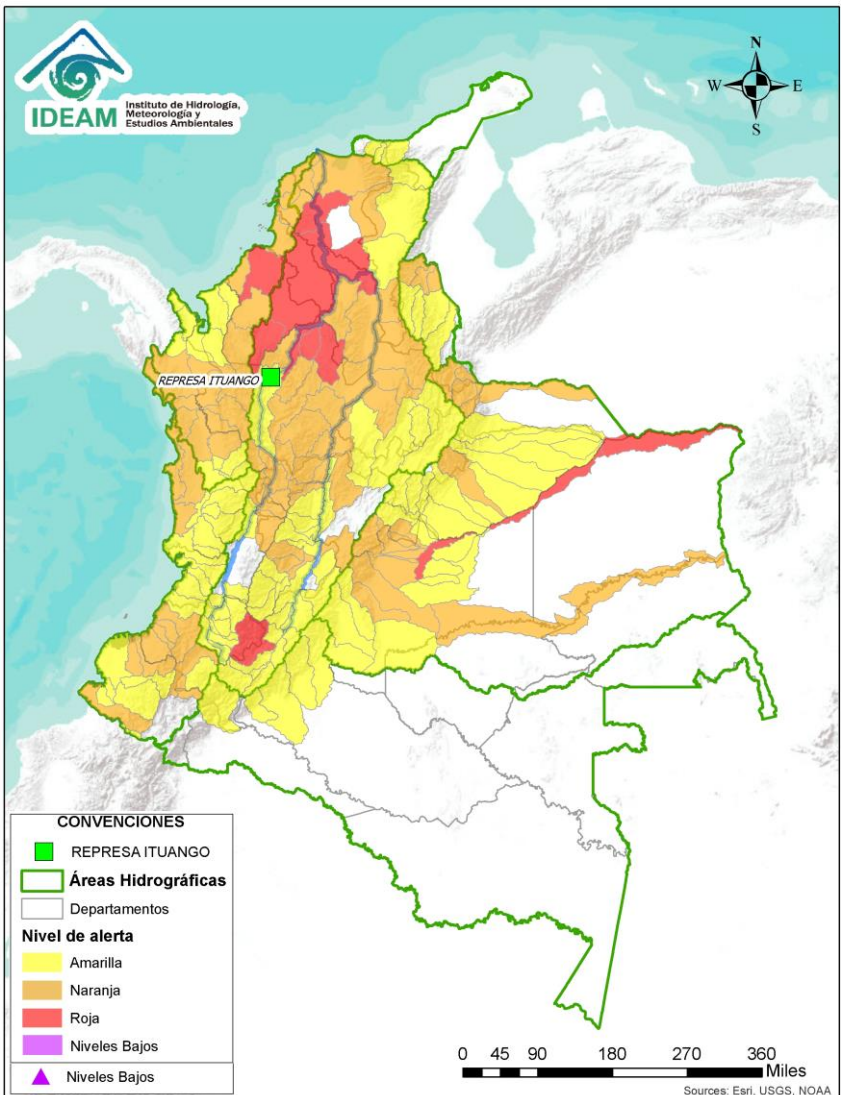 IDEAM
Instituto de Hidrología,
Meteorología y
Estudios Ambientales
N
W
E
S
REPRESA ITUANGO
CONVENCIONES
REPRESA ITUANGO
Áreas Hidrográficas
Departamentos
Nivel de alerta
Amarilla
Naranja
Roja
Niveles Bajos
Niveles Bajos
0 45 90 180 270 360
Miles
Sources: Esri, USGS, NOAA